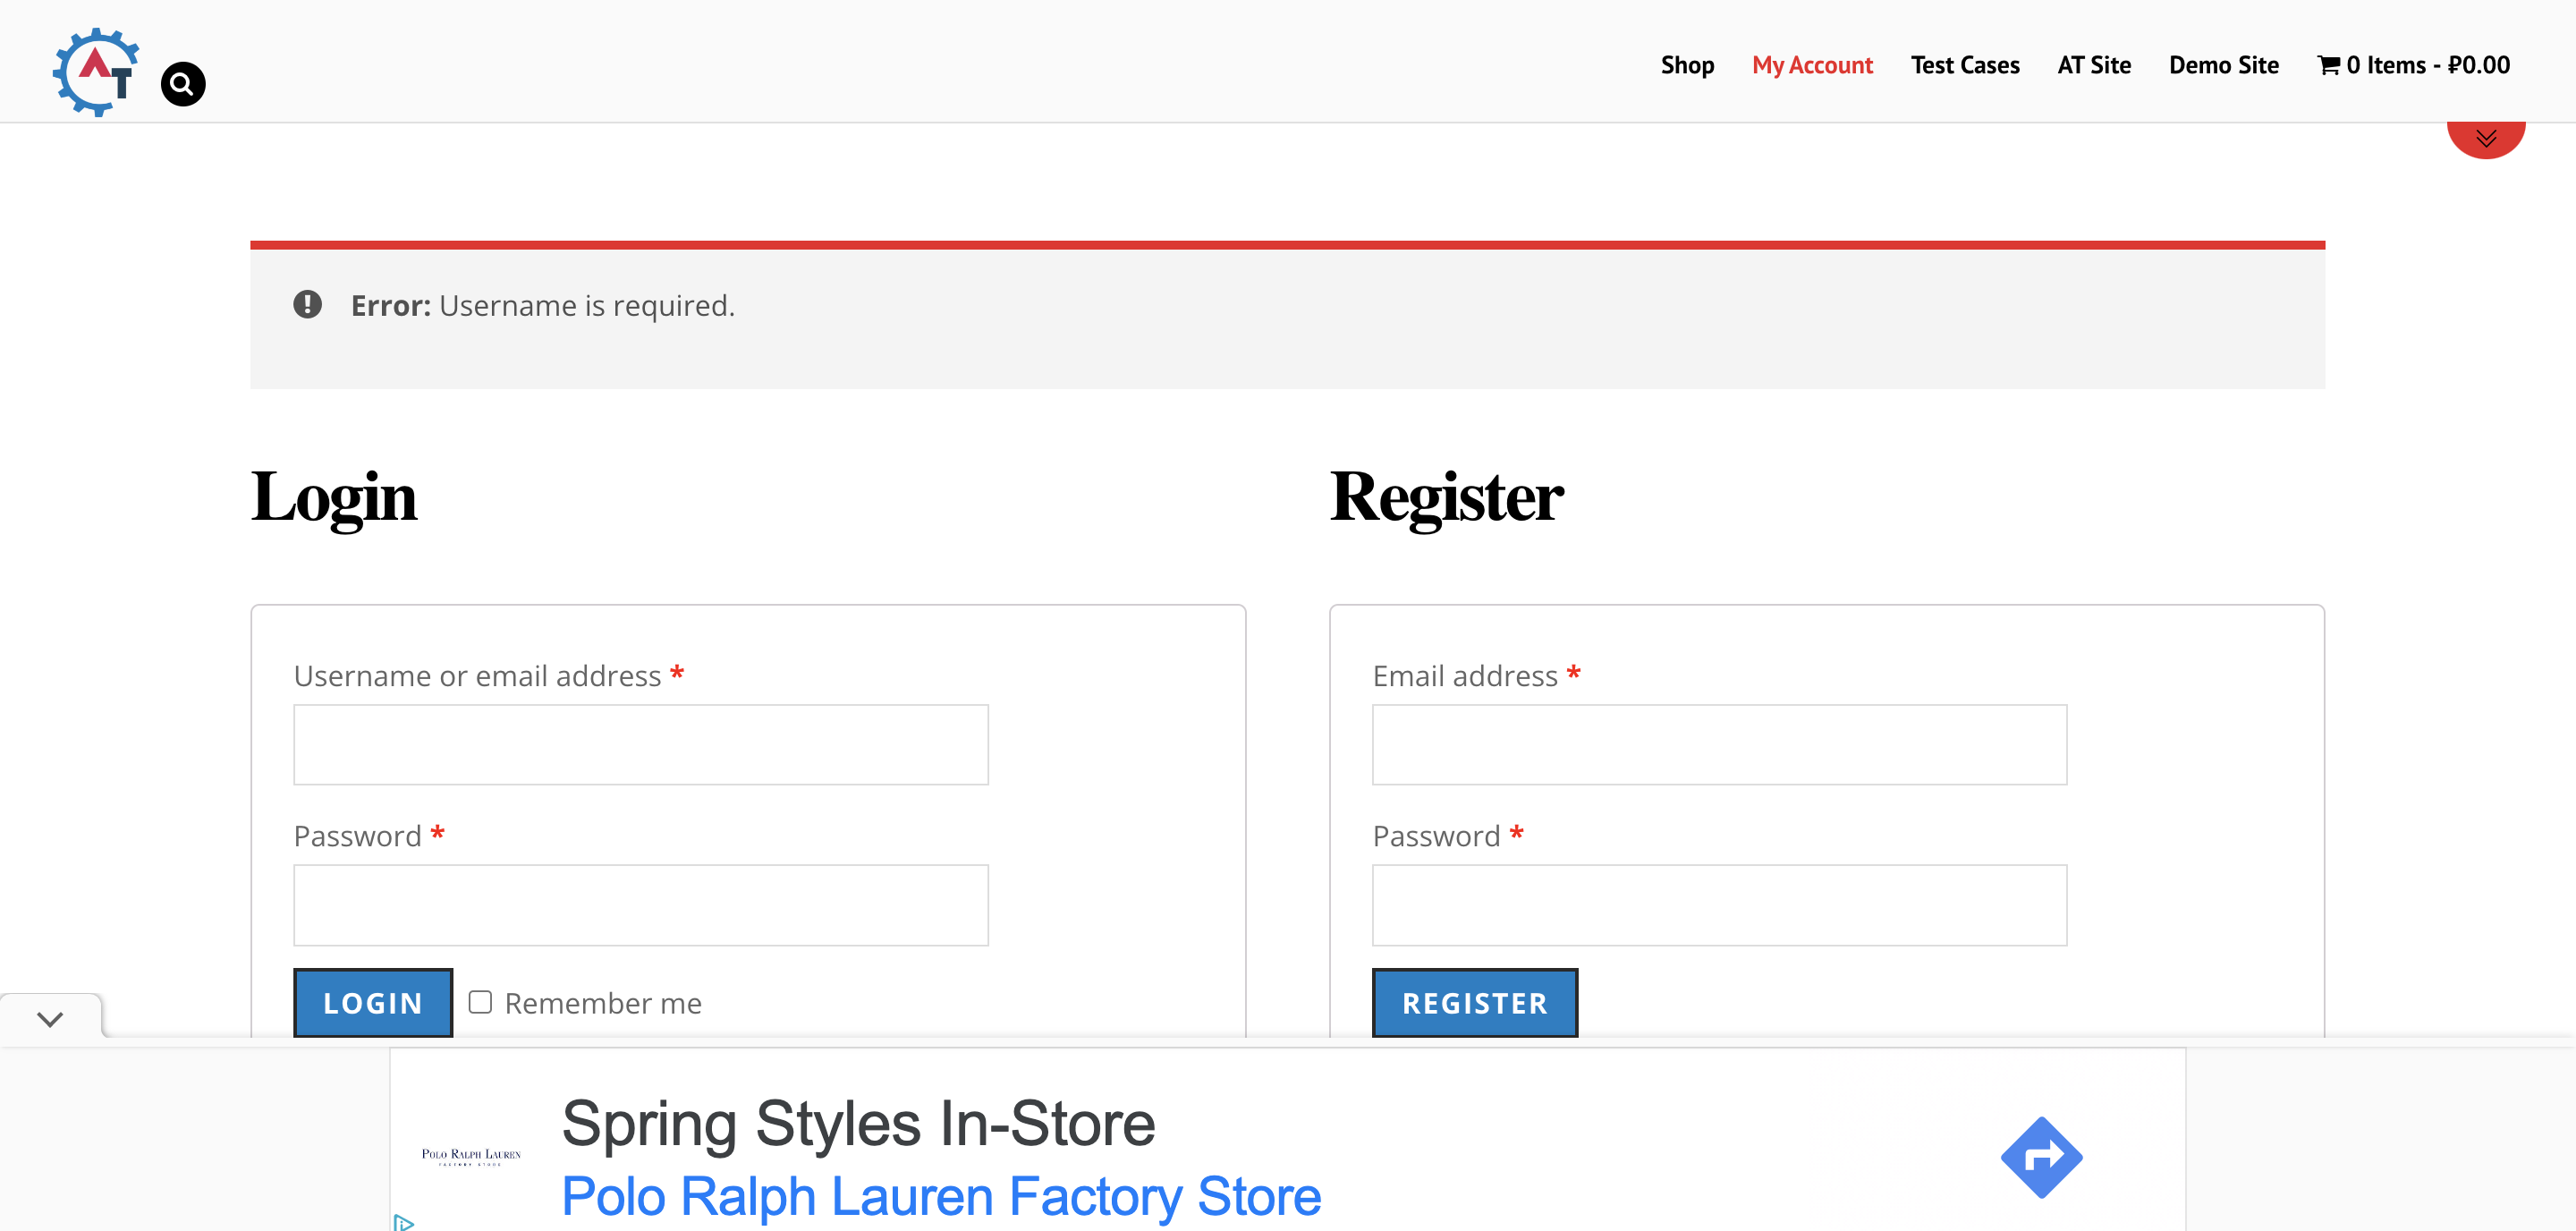 AT
Shop My Account Test Cases AT Site Demo Site 0 Items - ₽0.00
Error: Username is required.
Login
Register
Username or email address *
Email address *
Password *
Password *
LOGIN Remember me
REGISTER
Spring Styles In-Store
POLO RALPH LAUREN
FACTORY STORE
Polo Ralph Lauren Factory Store